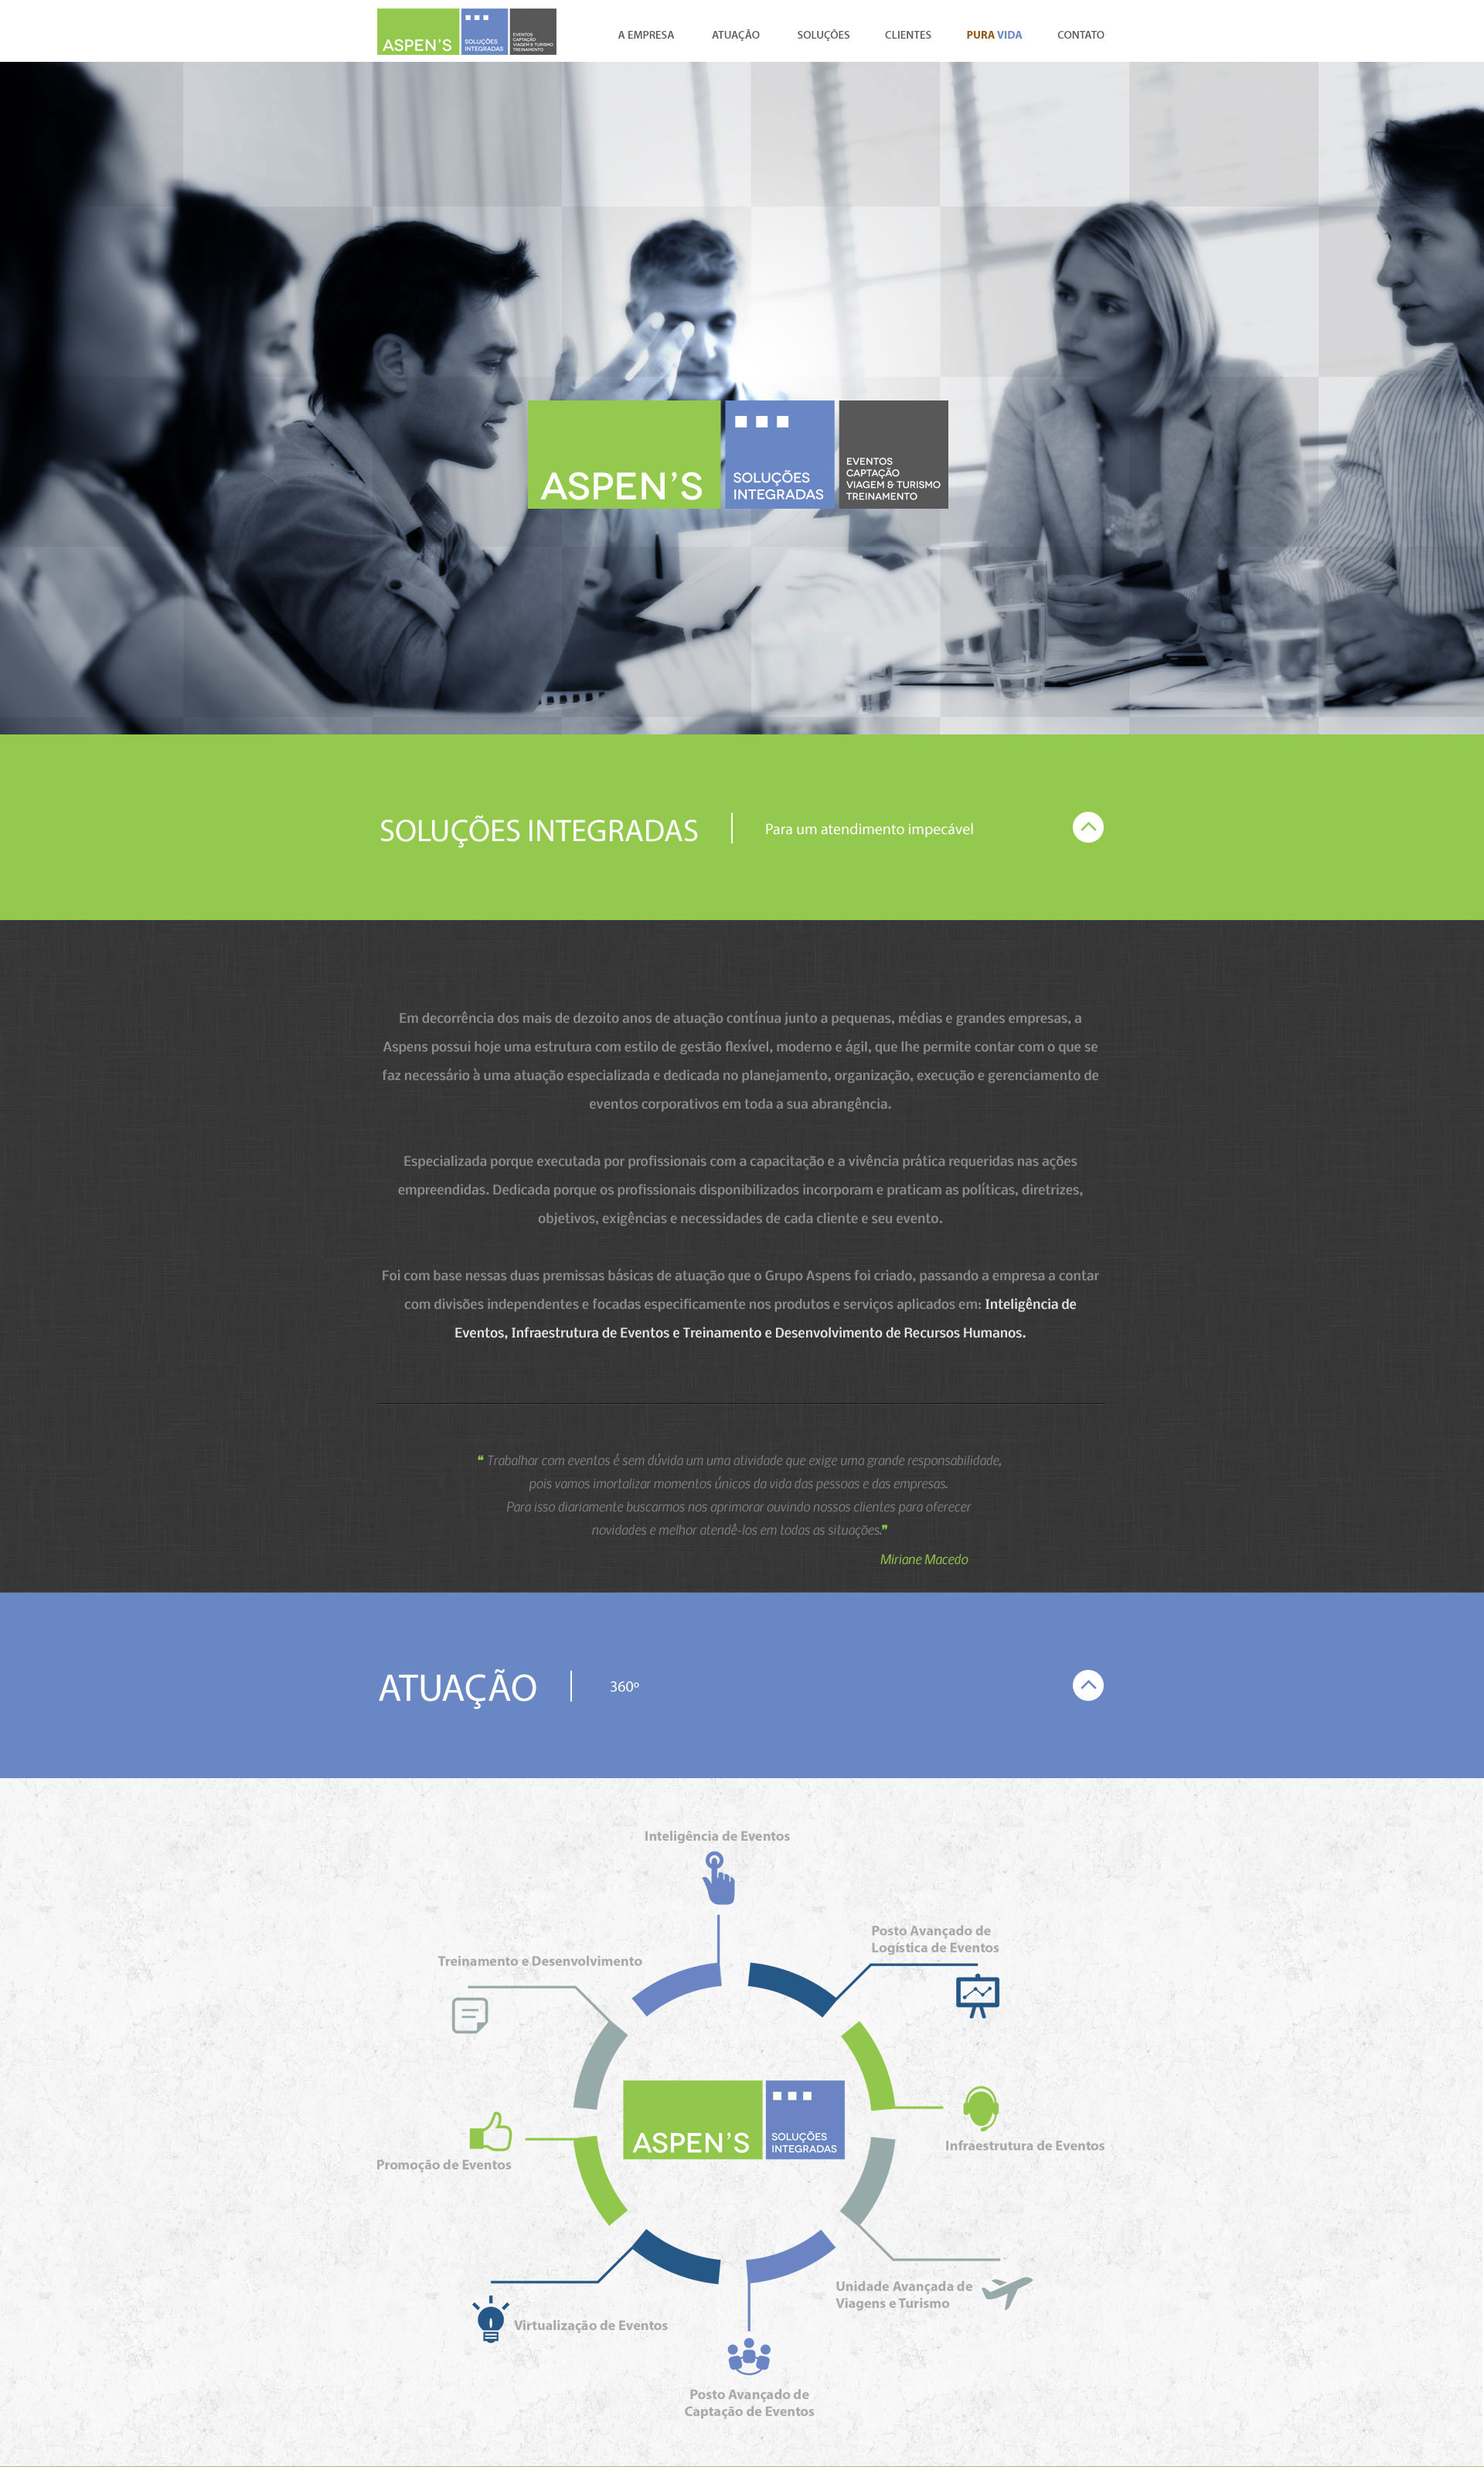 ASPEN'S
SOLUÇÕES
INTEGRADAS
EVENTOS
CAPTAÇÃO
VIAGEM & TURISMO
TREINAMENTO
A EMPRESA
ATUAÇÃO
SOLUÇÕES
CLIENTES
PURA VIDA
CONTATO
ASPEN'S
SOLUÇÕES
INTEGRADAS
EVENTOS
CAPTAÇÃO
VIAGEM & TURISMO
TREINAMENTO
SOLUÇÕES INTEGRADAS
Para um atendimento impecável
Em decorrência dos mais de dezoito anos de atuação contínua junto a pequenas, médias e grandes empresas, a
Aspens possui hoje uma estrutura com estilo de gestão flexível, moderno e ágil, que lhe permite contar com o que se
faz necessário à uma atuação especializada e dedicada no planejamento, organização, execução e gerenciamento de
eventos corporativos em toda a sua abrangência.
Especializada porque executada por profissionais com a capacitação e a vivência prática requeridas nas ações
empreendidas. Dedicada porque os profissionais disponibilizados incorporam e praticam as políticas, diretrizes,
objetivos, exigências e necessidades de cada cliente e seu evento.
Foi com base nessas duas premissas básicas de atuação que o Grupo Aspens foi criado, passando a empresa a contar
com divisões independentes e focadas especificamente nos produtos e serviços aplicados em: Inteligência de
Eventos, Infraestrutura de Eventos e Treinamento e Desenvolvimento de Recursos Humanos.
❝ Trabalhar com eventos é sem dúvida um uma atividade que exige uma grande responsabilidade,
pois vamos imortalizar momentos únicos da vida das pessoas e das empresas.
Para isso diariamente buscarmos nos aprimorar ouvindo nossos clientes para oferecer
novidades e melhor atendê-los em todas as situações.❞
Miriane Macedo
ATUAÇÃO
360º
Inteligência de Eventos
Posto Avançado de
Logística de Eventos
Treinamento e Desenvolvimento
ASPEN'S
SOLUÇÕES
INTEGRADAS
Infraestrutura de Eventos
Promoção de Eventos
Unidade Avançada de
Viagens e Turismo
Virtualização de Eventos
Posto Avançado de
Captação de Eventos